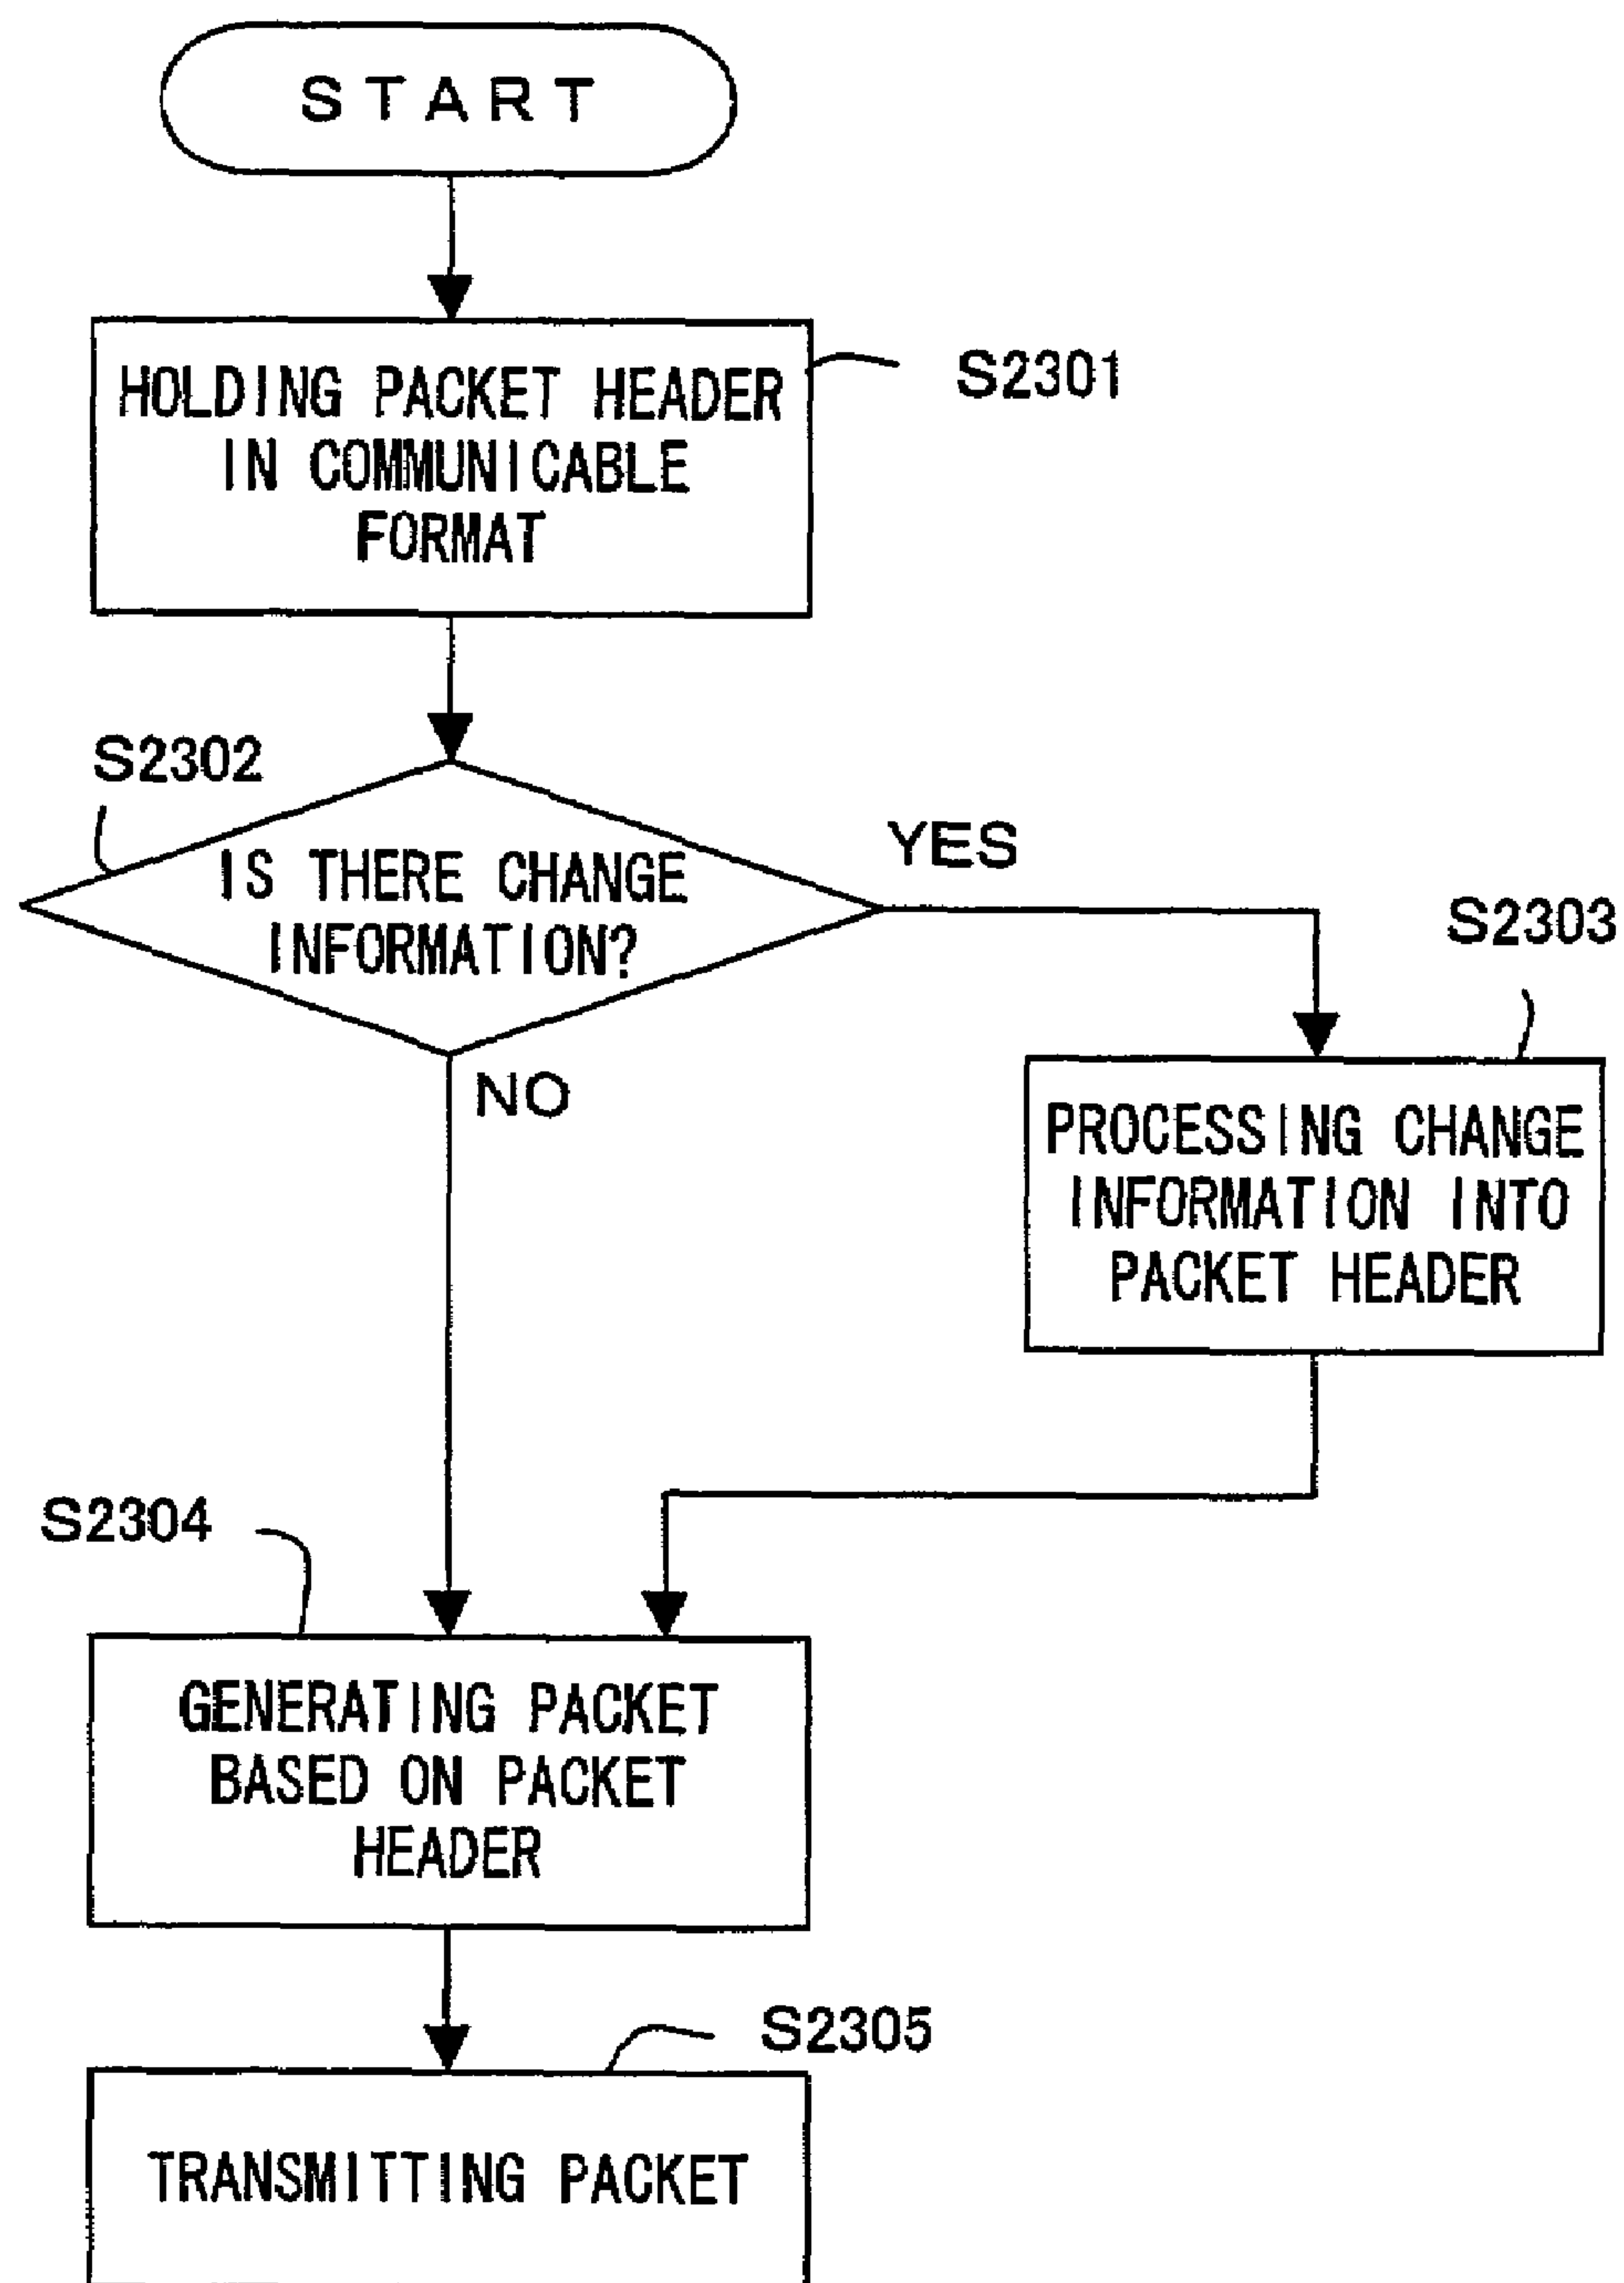 START
HOLDING PACKET HEADER
IN COMMUNICABLE
FORMAT
S2301
S2302
IS THERE CHANGE
INFORMATION?
YES
NO
S2303
PROCESSING CHANGE
INFORMATION INTO
PACKET HEADER
S2304
GENERATING PACKET
BASED ON PACKET
HEADER
S2305
TRANSMITTING PACKET